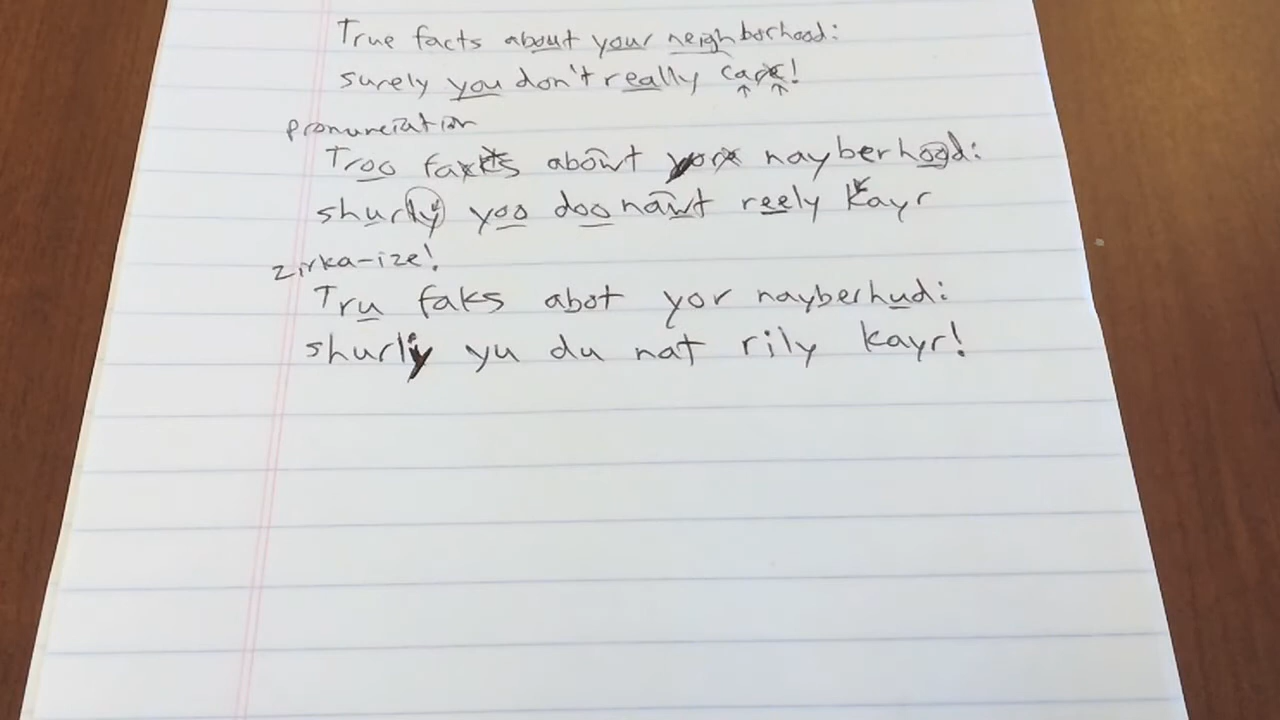 True facts about your neighborhood:
surely you don't really care!
pronunciation
Troo faxts about nayberhood:
shurly yoo doo nawt reely kayr
zirka-ize!
Tru faks abot yor nayberhud:
shurly yu du nat rily kayr!